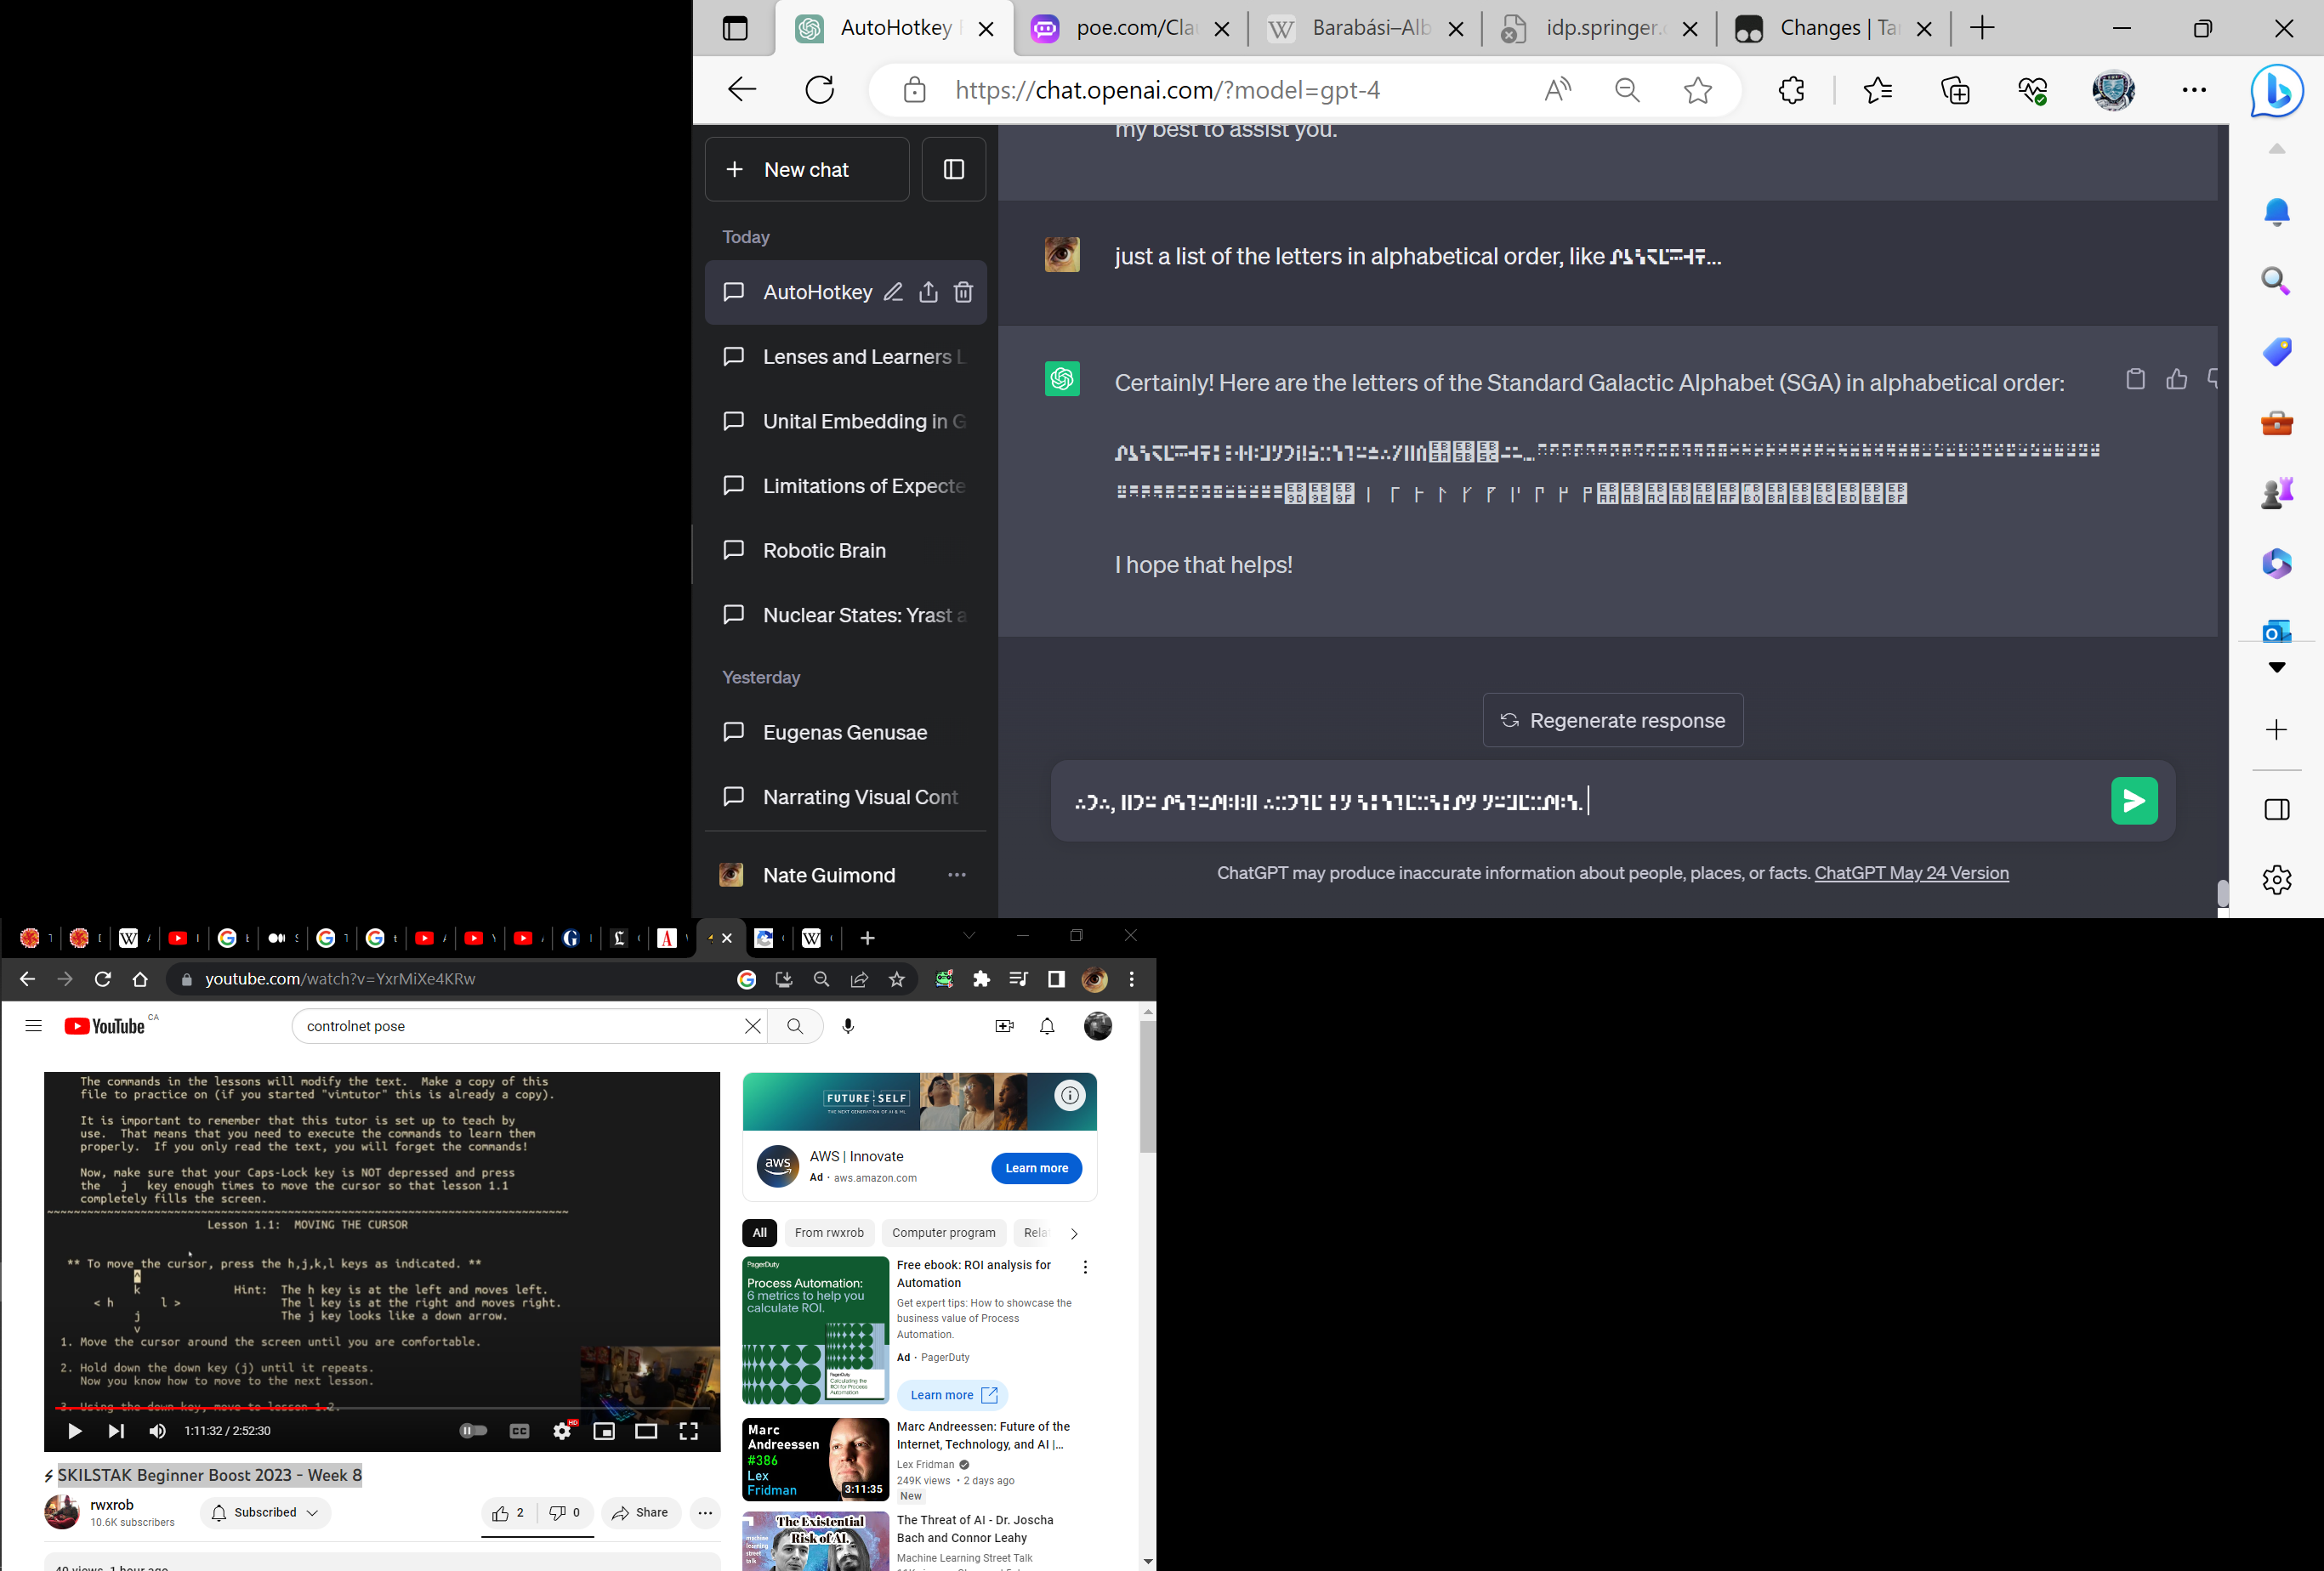 AutoHotkey
poe.com/Cla
Barabási–Alb
idp.springer.c
Changes | Ta
https://chat.openai.com/?model=gpt-4
my best to assist you.
New chat
Today
AutoHotkey
Lenses and Learners L
Unital Embedding in G
Limitations of Expecte
Robotic Brain
Nuclear States: Yrast a
Yesterday
Eugenas Genusae
Narrating Visual Cont
Nate Guimond
just a list of the letters in alphabetical order, like
Certainly! Here are the letters of the Standard Galactic Alphabet (SGA) in alphabetical order:
I hope that helps!
Regenerate response
ChatGPT may produce inaccurate information about people, places, or facts. ChatGPT May 24 Version
youtube.com/watch?v=YxrMiXe4KRw
YouTube CA
controlnet pose
The commands in the lessons will modify the text. Make a copy of this
file to practice on (if you started "vimtutor" this is already a copy).
It is important to remember that this tutor is set up to teach by
use. That means that you need to execute the commands to learn them
properly. If you only read the text, you will forget the commands!
Now, make sure that your Caps-Lock key is NOT depressed and press
the j key enough times to move the cursor so that lesson 1.1
completely fills the screen.
~~~~~~~~~~~~~~~~~~~~~~~~~~~~~~~~~~~~~~~~~~~~~~~~~~~~~~~~~~~~~~~~~~~~~~~~~~~~~~
Lesson 1.1: MOVING THE CURSOR
** To move the cursor, press the h,j,k,l keys as indicated. **
^
k Hint: The h key is at the left and moves left.
< h l > The l key is at the right and moves right.
j The j key looks like a down arrow.
v
1. Move the cursor around the screen until you are comfortable.
2. Hold down the down key (j) until it repeats.
Now you know how to move to the next lesson.
3. Using the down key, move to lesson 1.2.
1:11:32 / 2:52:30
CC
HD
⚡ SKILSTAK Beginner Boost 2023 - Week 8
rwxrob
10.6K subscribers
Subscribed
2
0
Share
FUTURE:SELF
THE NEXT GENERATION OF AI & ML
aws
AWS | Innovate
Ad · aws.amazon.com
Learn more
All
From rwxrob
Computer program
Rela
PagerDuty
Process Automation:
6 metrics to help you
calculate ROI.
PagerDuty
Calculating the
ROI for Process
Automation
Free ebook: ROI analysis for
Automation
Get expert tips: How to showcase the
business value of Process
Automation.
Ad · PagerDuty
Learn more
Marc
Andreessen
#386
Lex
Fridman
3:11:35
Marc Andreessen: Future of the
Internet, Technology, and AI |...
Lex Fridman
249K views • 2 days ago
New
The Existential
Risk of AI.
machine
learning
street
talk
The Threat of AI - Dr. Joscha
Bach and Connor Leahy
Machine Learning Street Talk